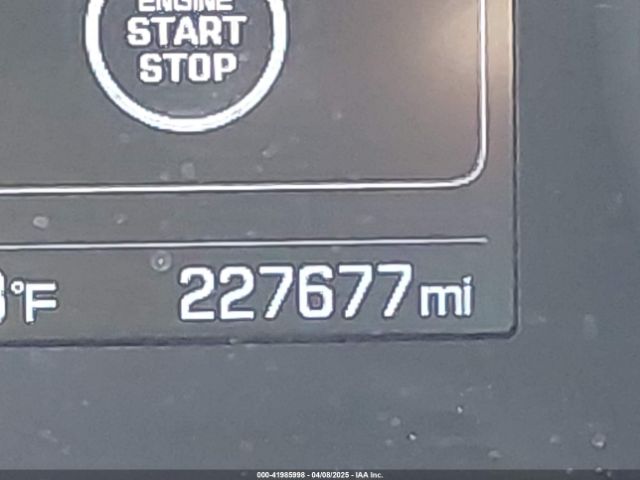 ENGINE
START
STOP
°F 227677 mi
000-41985998 - 04/08/2025 - IAA Inc.